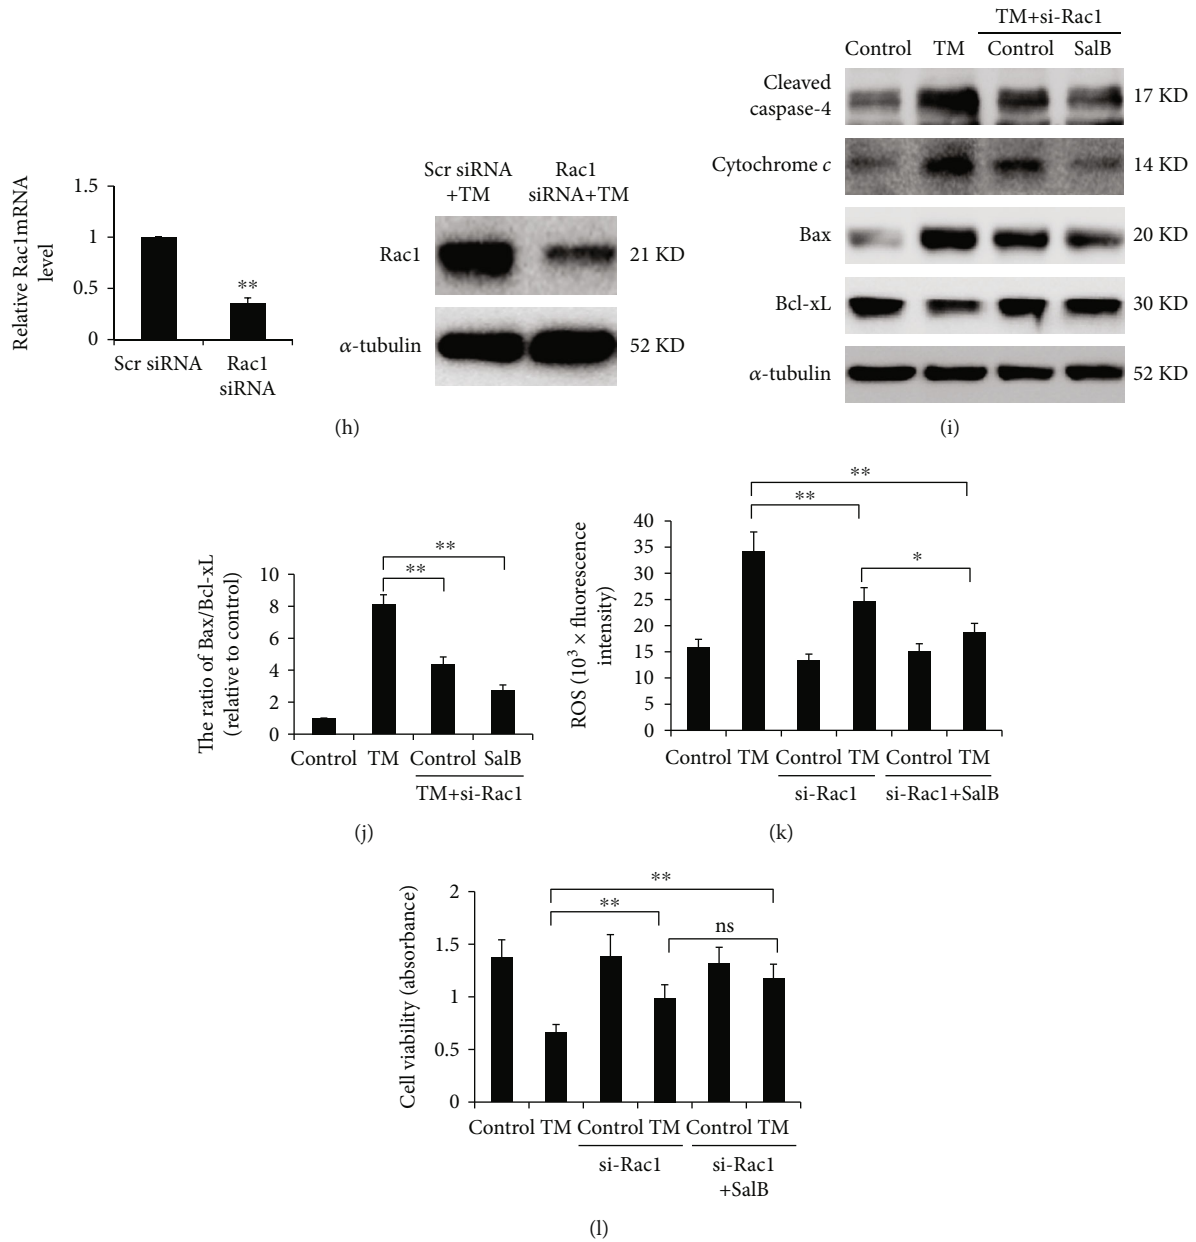 Relative Rac1mRNA
level
1.5
1
0.5
0
**
Scr siRNA
Rac1
siRNA
Scr siRNA
+TM
Rac1
siRNA+TM
Rac1
21 KD
α-tubulin
52 KD
(h)
TM+si-Rac1
Control TM Control SalB
Cleaved
caspase-4
17 KD
Cytochrome c
14 KD
Bax
20 KD
Bcl-xL
30 KD
α-tubulin
52 KD
(i)
The ratio of Bax/Bcl-xL
(relative to control)
10
8
6
4
2
0
**
**
Control TM Control SalB
TM+si-Rac1
(j)
ROS (10³ × fluorescence
intensity)
40
35
30
25
20
15
10
5
0
**
**
*
Control TM Control TM Control TM
si-Rac1 si-Rac1+SalB
(k)
Cell viability (absorbance)
2
1.5
1
0.5
0
**
**
ns
Control TM Control TM Control TM
si-Rac1 si-Rac1
+SalB
(l)